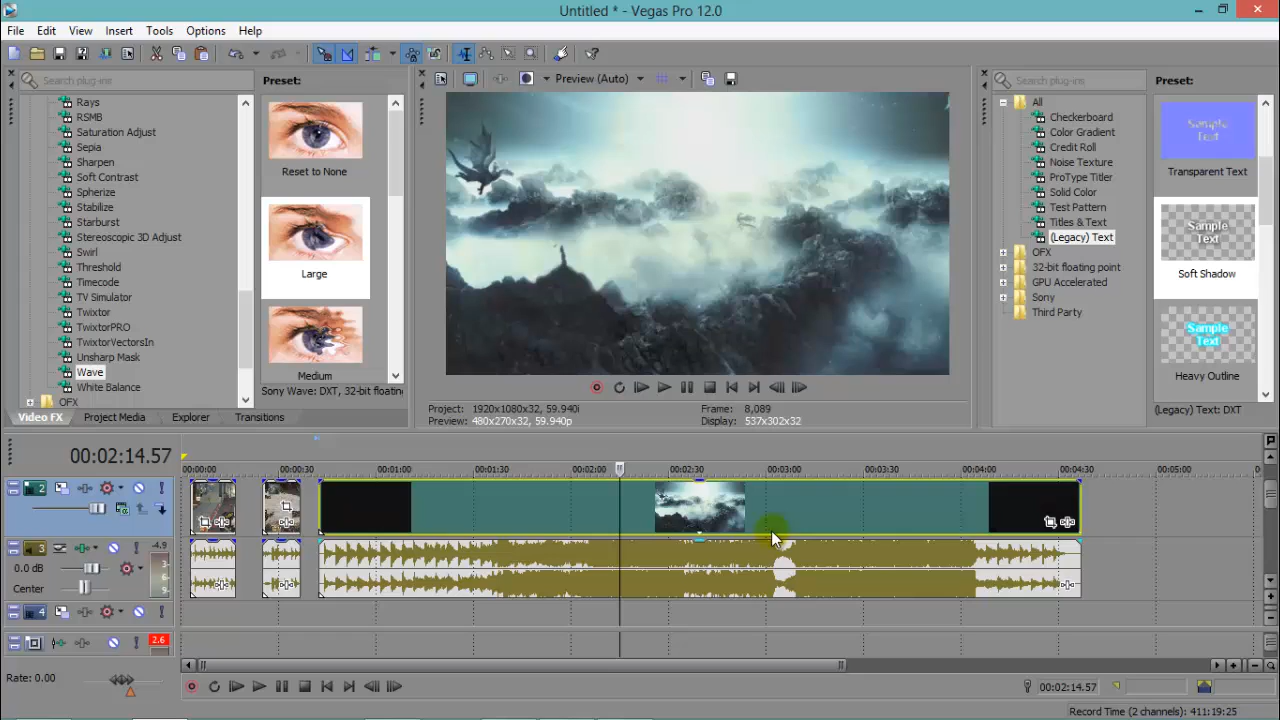 Untitled * - Vegas Pro 12.0
File Edit View Insert Tools Options Help
Search plug-ins
Rays
RSMB
Saturation Adjust
Sepia
Sharpen
Soft Contrast
Spherize
Stabilize
Starburst
Stereoscopic 3D Adjust
Swirl
Threshold
Timecode
TV Simulator
Twixtor
TwixtorPRO
TwixtorVectorsIn
Unsharp Mask
Wave
White Balance
OFX
Preset:
Reset to None
Large
Medium
Sony Wave: DXT, 32-bit floating
Video FX Project Media Explorer Transitions
Preview (Auto)
Project: 1920x1080x32, 59.940i
Preview: 480x270x32, 59.940p
Frame: 8,089
Display: 537x302x32
Search plug-ins
All
Checkerboard
Color Gradient
Credit Roll
Noise Texture
ProType Titler
Solid Color
Test Pattern
Titles & Text
(Legacy) Text
OFX
32-bit floating point
GPU Accelerated
Sony
Third Party
Preset:
Sample
Text
Transparent Text
Sample
Text
Soft Shadow
Sample
Text
Heavy Outline
(Legacy) Text: DXT
00:02:14.57
00:00:00 00:00:30 00:01:00 00:01:30 00:02:00 00:02:30 00:03:00 00:03:30 00:04:00 00:04:30 00:05:00
2
3 -4.9
0.0 dB 3-
6-
Center 9-
4
2.6
Rate: 0.00
00:02:14.57
Record Time (2 channels): 411:19:25